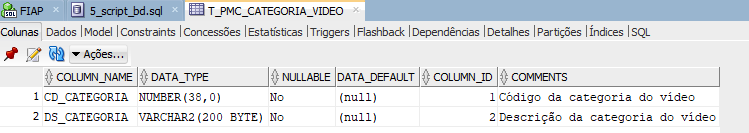 FIAP 5_script_bd.sql T_PMC_CATEGORIA_VIDEO
Colunas Dados Model Constraints Concessões Estatísticas Triggers Flashback Dependências Detalhes Partições Índices SQL
Ações...
COLUMN_NAME DATA_TYPE NULLABLE DATA_DEFAULT COLUMN_ID COMMENTS
1 CD_CATEGORIA NUMBER(38,0) No (null) 1 Código da categoria do vídeo
2 DS_CATEGORIA VARCHAR2(200 BYTE) No (null) 2 Descrição da categoria do vídeo